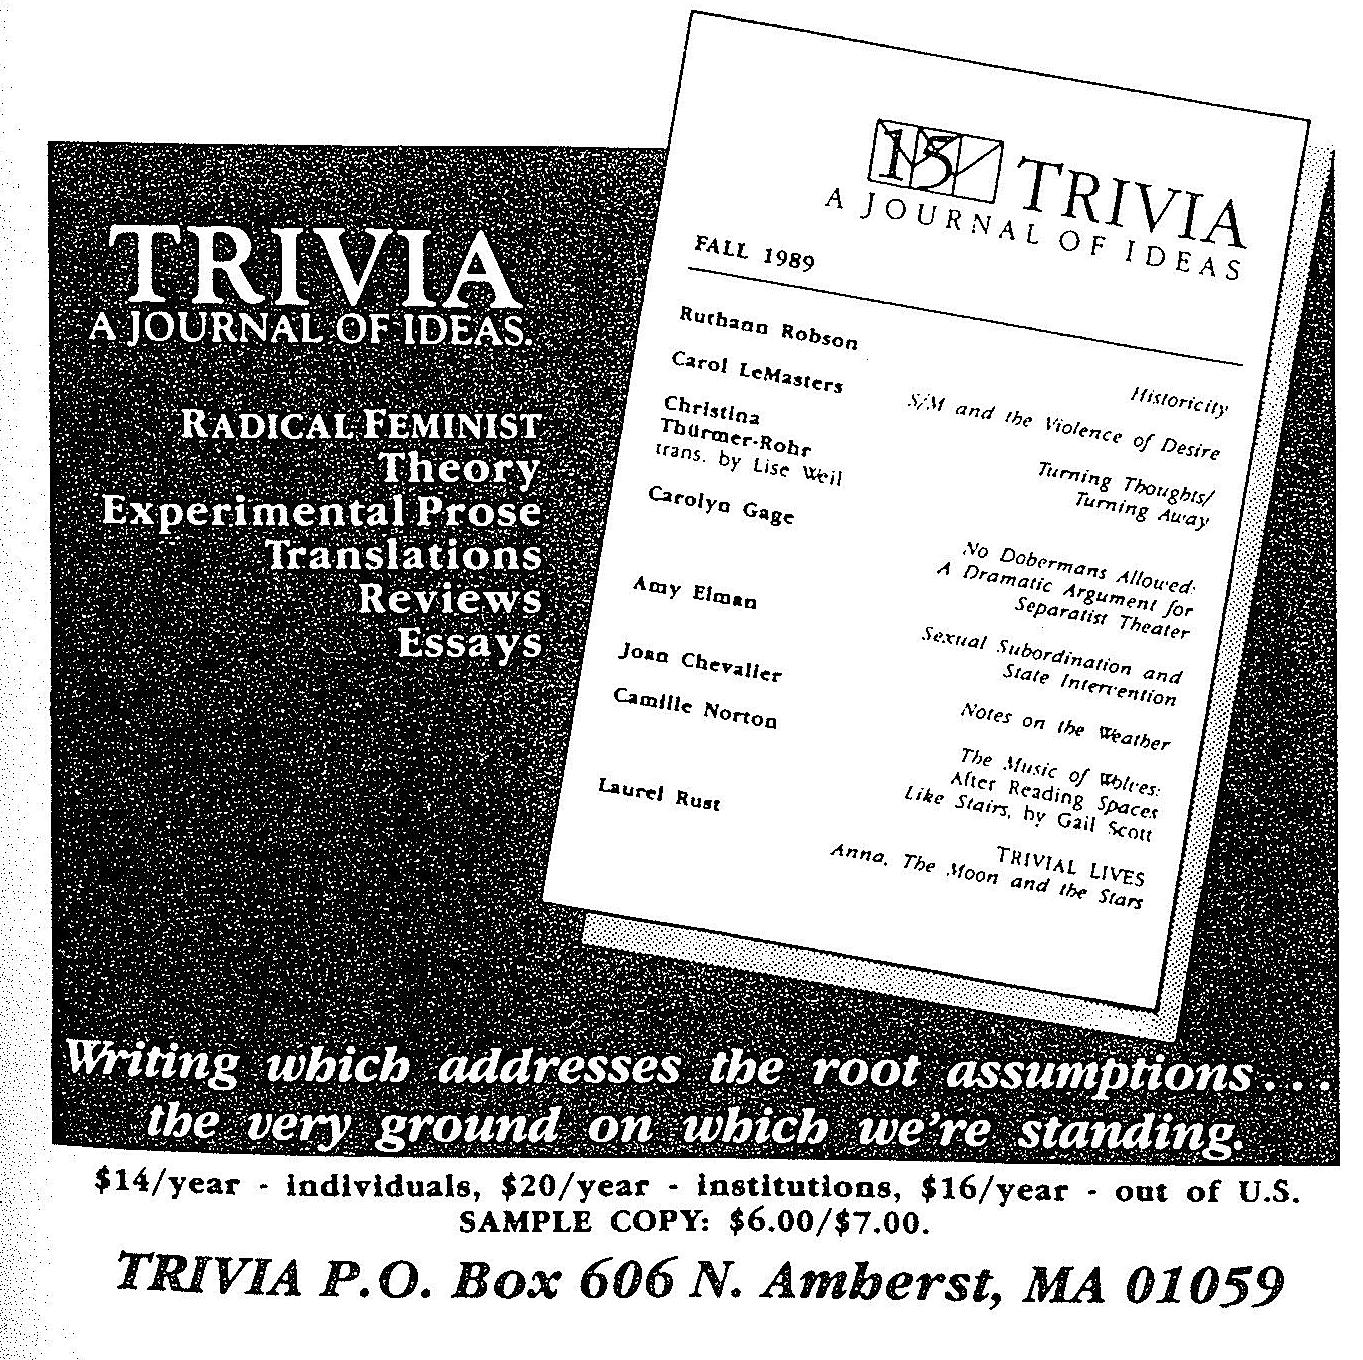 TRIVIA
A JOURNAL OF IDEAS.
RADICAL FEMINIST
Theory
Experimental Prose
Translations
Reviews
Essays
15 TRIVIA
A JOURNAL OF IDEAS
FALL 1989
Ruthann Robson
Historicity
Carol LeMasters
S/M and the Violence of Desire
Christina
Thürmer-Rohr
trans. by Lise Weil
Turning Thoughts/
Turning Away
Carolyn Gage
No Dobermans Allowed:
A Dramatic Argument for
Separatist Theater
Amy Elman
Sexual Subordination and
State Intervention
Joan Chevalier
Notes on the Weather
Camille Norton
The Music of Wolves:
After Reading Spaces
Like Stairs, by Gail Scott
Laurel Rust
TRIVIAL LIVES
Anna, The Moon and the Stars
Writing which addresses the root assumptions...
the very ground on which we're standing.
$14/year - individuals, $20/year - institutions, $16/year - out of U.S.
SAMPLE COPY: $6.00/$7.00.
TRIVIA P.O. Box 606 N. Amherst, MA 01059